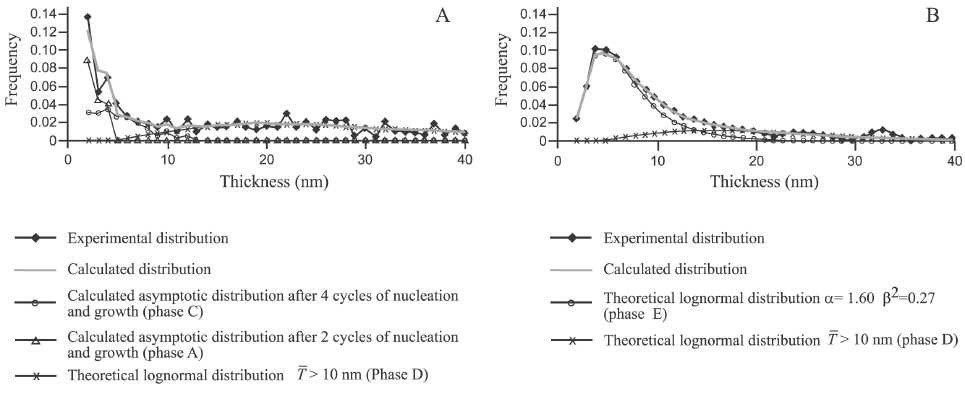 A
0.14
0.12
0.10
0.08
0.06
0.04
0.02
0
Frequency
0 10 20 30 40
Thickness (nm)
B
0.14
0.12
0.10
0.08
0.06
0.04
0.02
0
Frequency
0 10 20 30 40
Thickness (nm)
Experimental distribution
Calculated distribution
Calculated asymptotic distribution after 4 cycles of nucleation
and growth (phase C)
Calculated asymptotic distribution after 2 cycles of nucleation
and growth (phase A)
Theoretical lognormal distribution T̅ > 10 nm (Phase D)
Experimental distribution
Calculated distribution
Theoretical lognormal distribution α= 1.60 β²=0.27
(phase E)
Theoretical lognormal distribution T̅ > 10 nm (phase D)